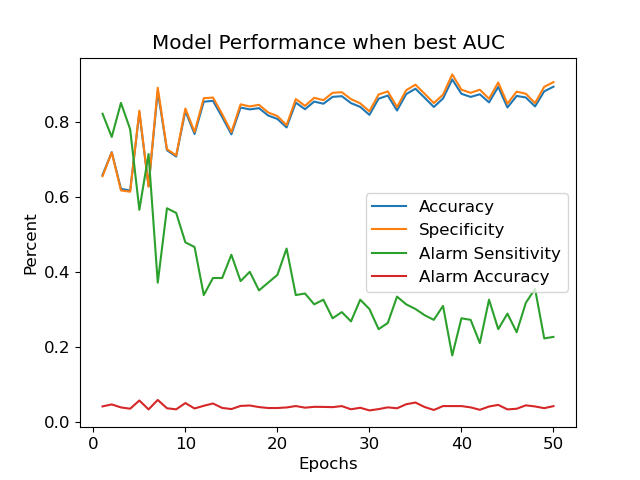 Model Performance when best AUC
Percent
0.8
0.6
0.4
0.2
0.0
Accuracy
Specificity
Alarm Sensitivity
Alarm Accuracy
0 10 20 30 40 50
Epochs